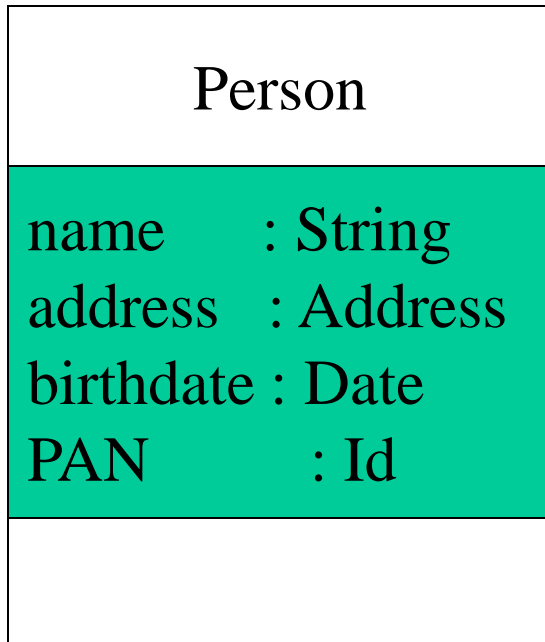 Person
name : String
address : Address
birthdate : Date
PAN : Id